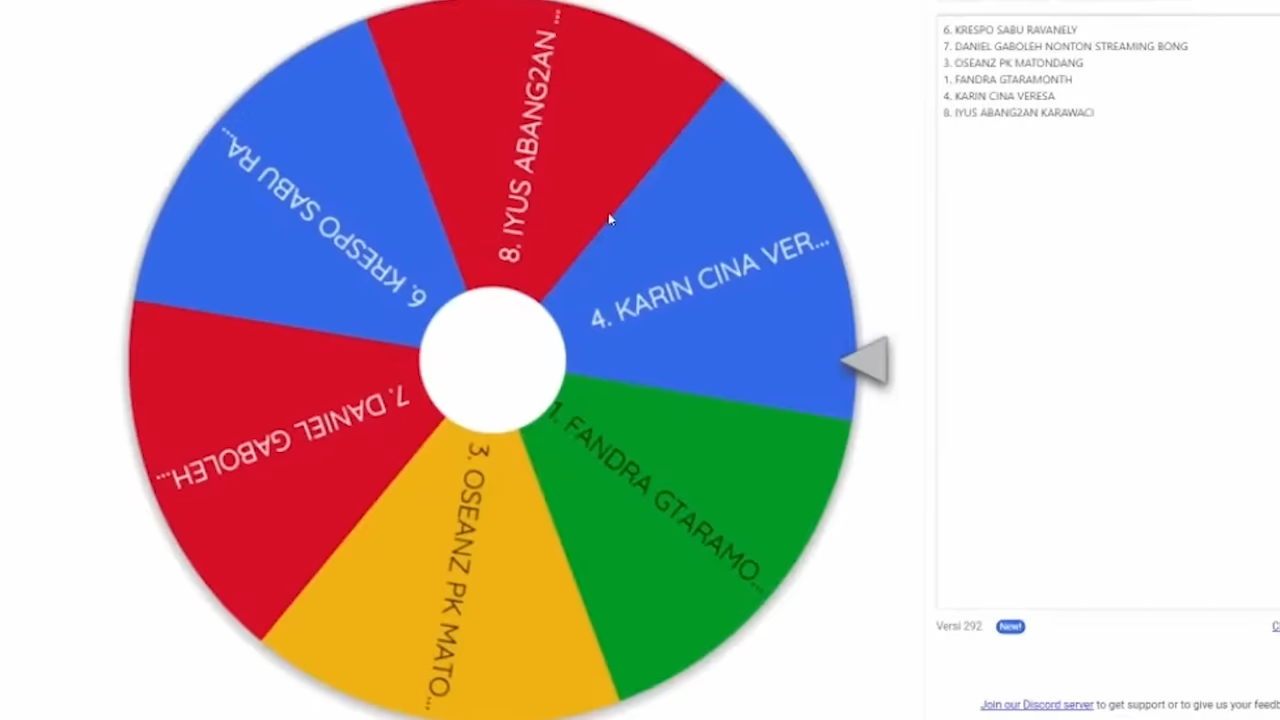 8. IYUS ABANG2AN ...
4. KARIN CINA VER...
1. FANDRA GTARAMO...
3. OSEANZ PK MATO...
7. DANIEL GABOLEH...
6. KRESPO SABU RA...
6. KRESPO SABU RAVANELY
7. DANIEL GABOLEH NONTON STREAMING BONG
3. OSEANZ PK MATONDANG
1. FANDRA GTARAMONTH
4. KARIN CINA VERESA
8. IYUS ABANG2AN KARAWACI
Versi 292 New!
Join our Discord server to get support or to give us your feed